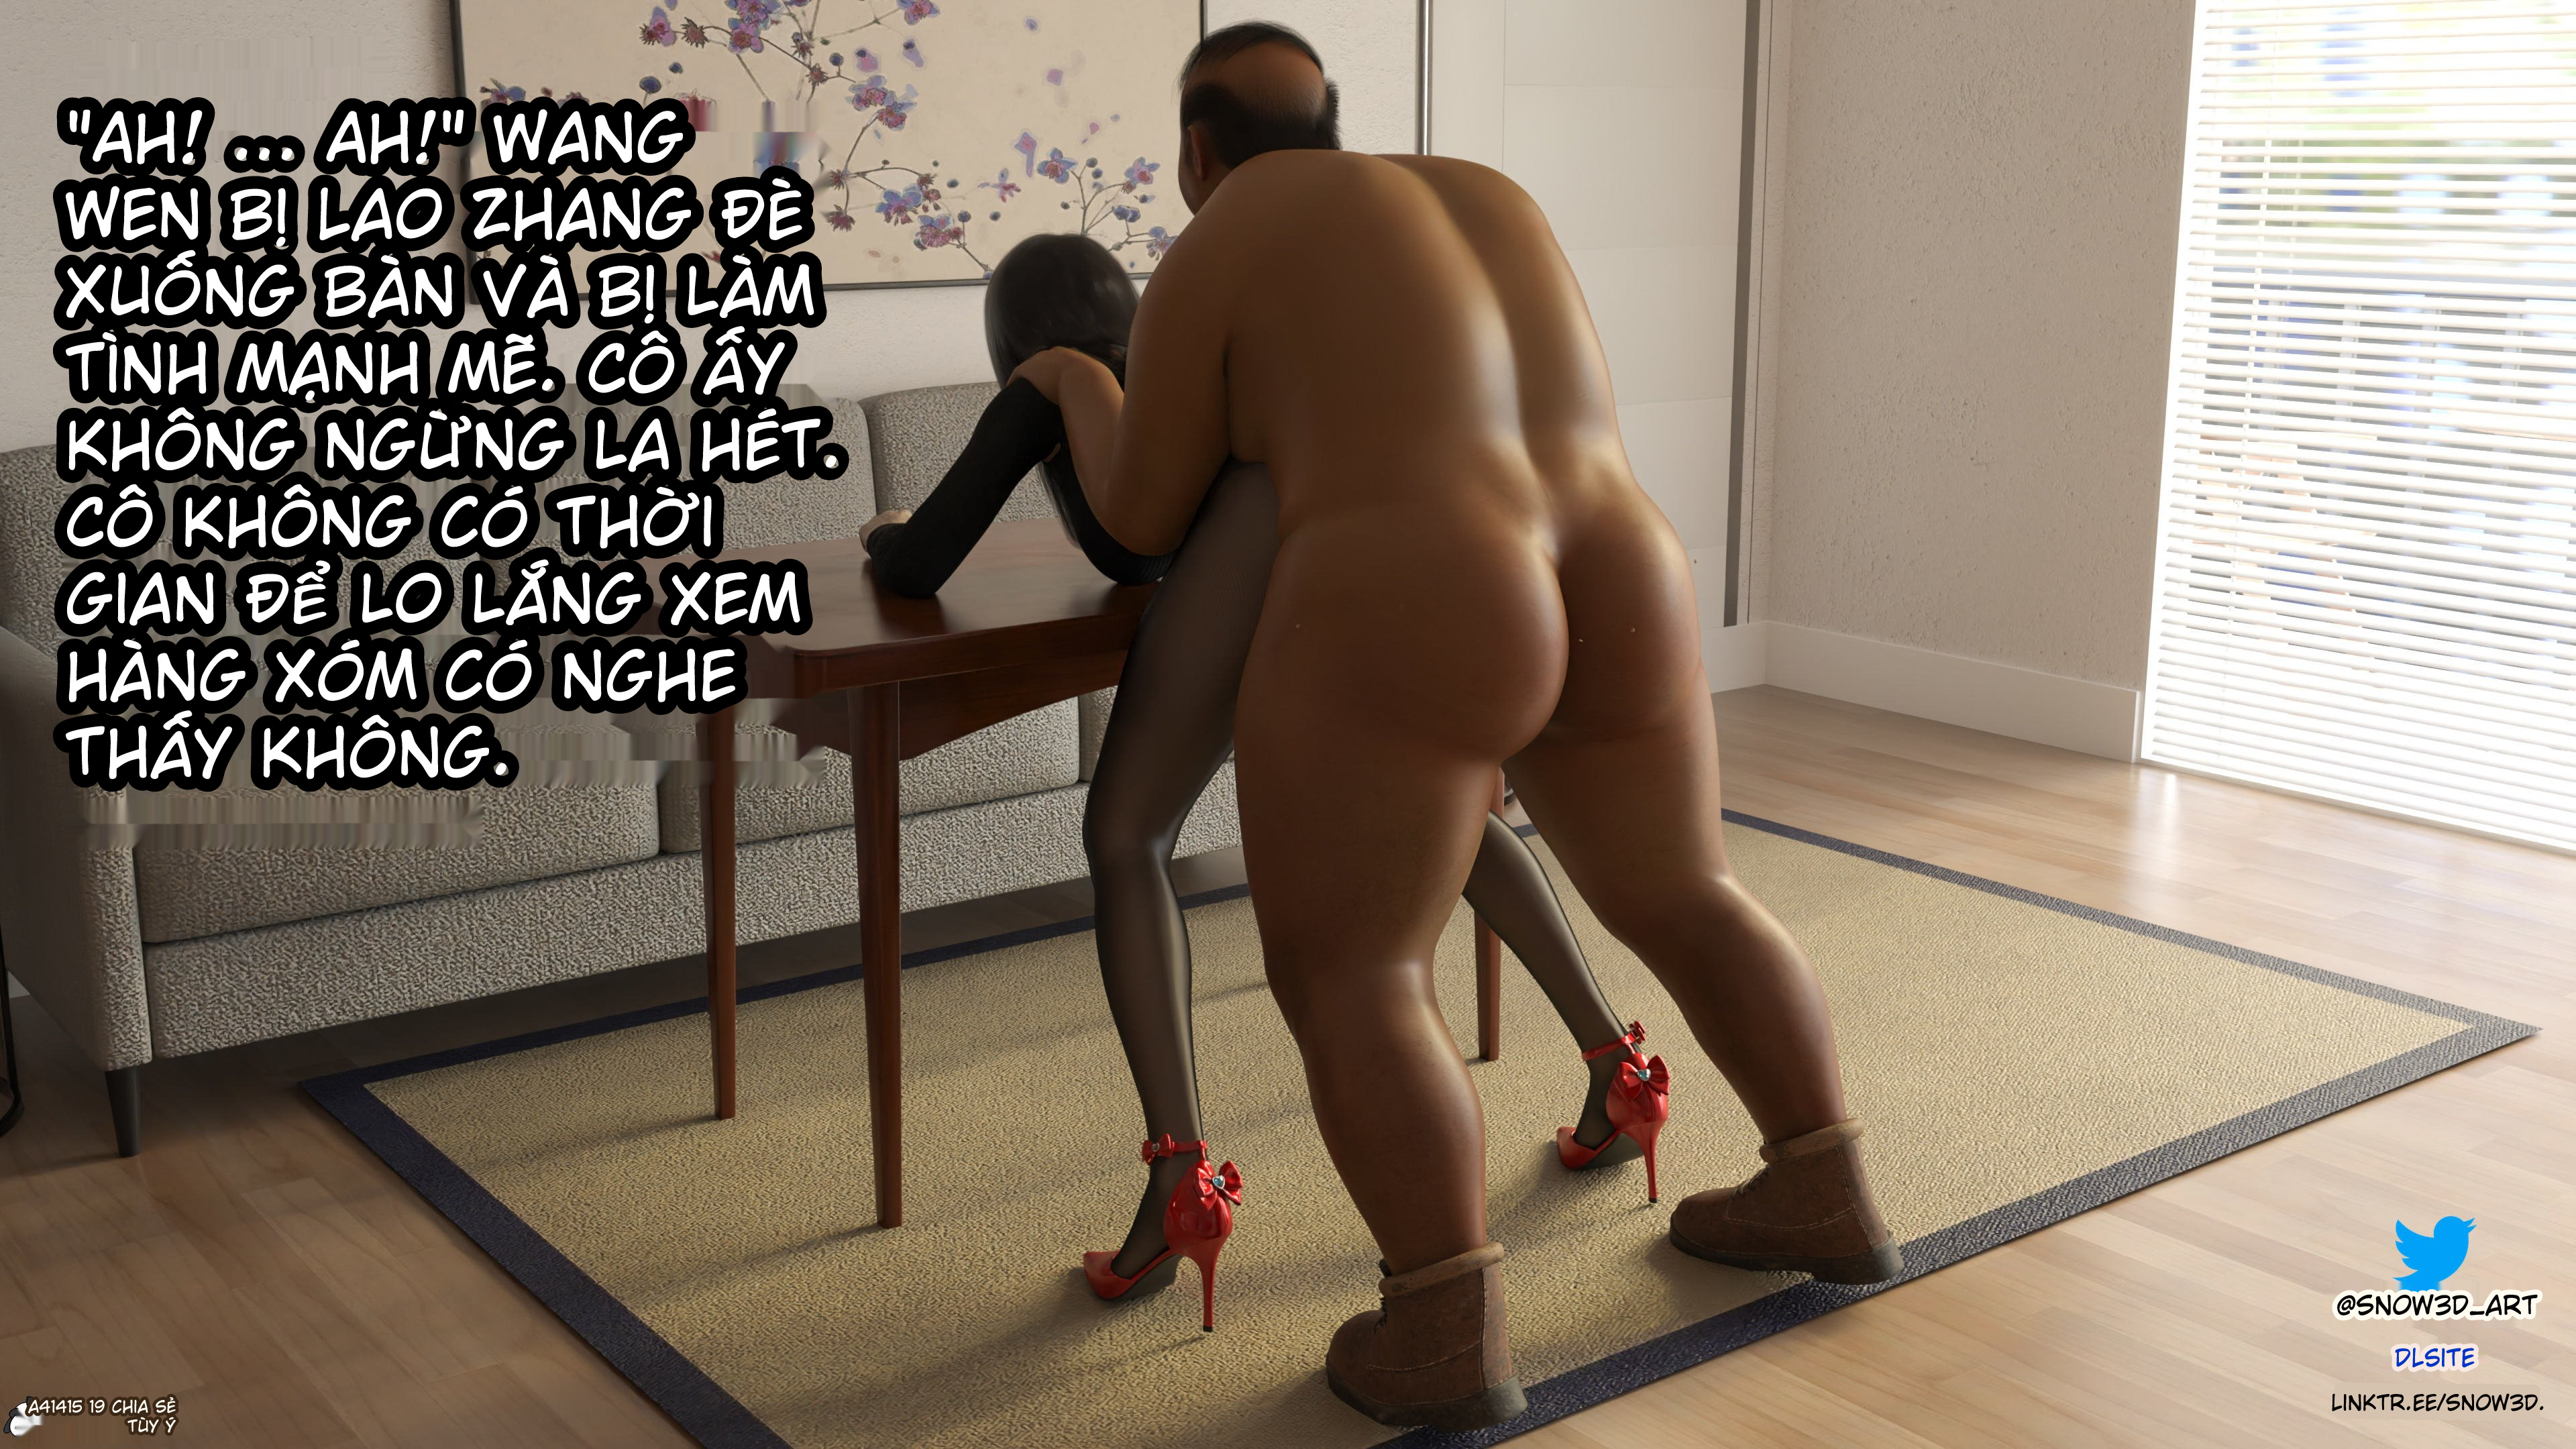 "AH! ... AH!" WANG
WEN BỊ LAO ZHANG ĐÈ
XUỐNG BÀN VÀ BỊ LÀM
TÌNH MẠNH MẼ. CÔ ẤY
KHÔNG NGỪNG LA HÉT.
CÔ KHÔNG CÓ THỜI
GIAN ĐỂ LO LẮNG XEM
HÀNG XÓM CÓ NGHE
THẤY KHÔNG.
@SNOW3D_ART
DLSITE
LINKTR.EE/SNOW3D.
A41415 19 CHIA SẺ
TÙY Ý